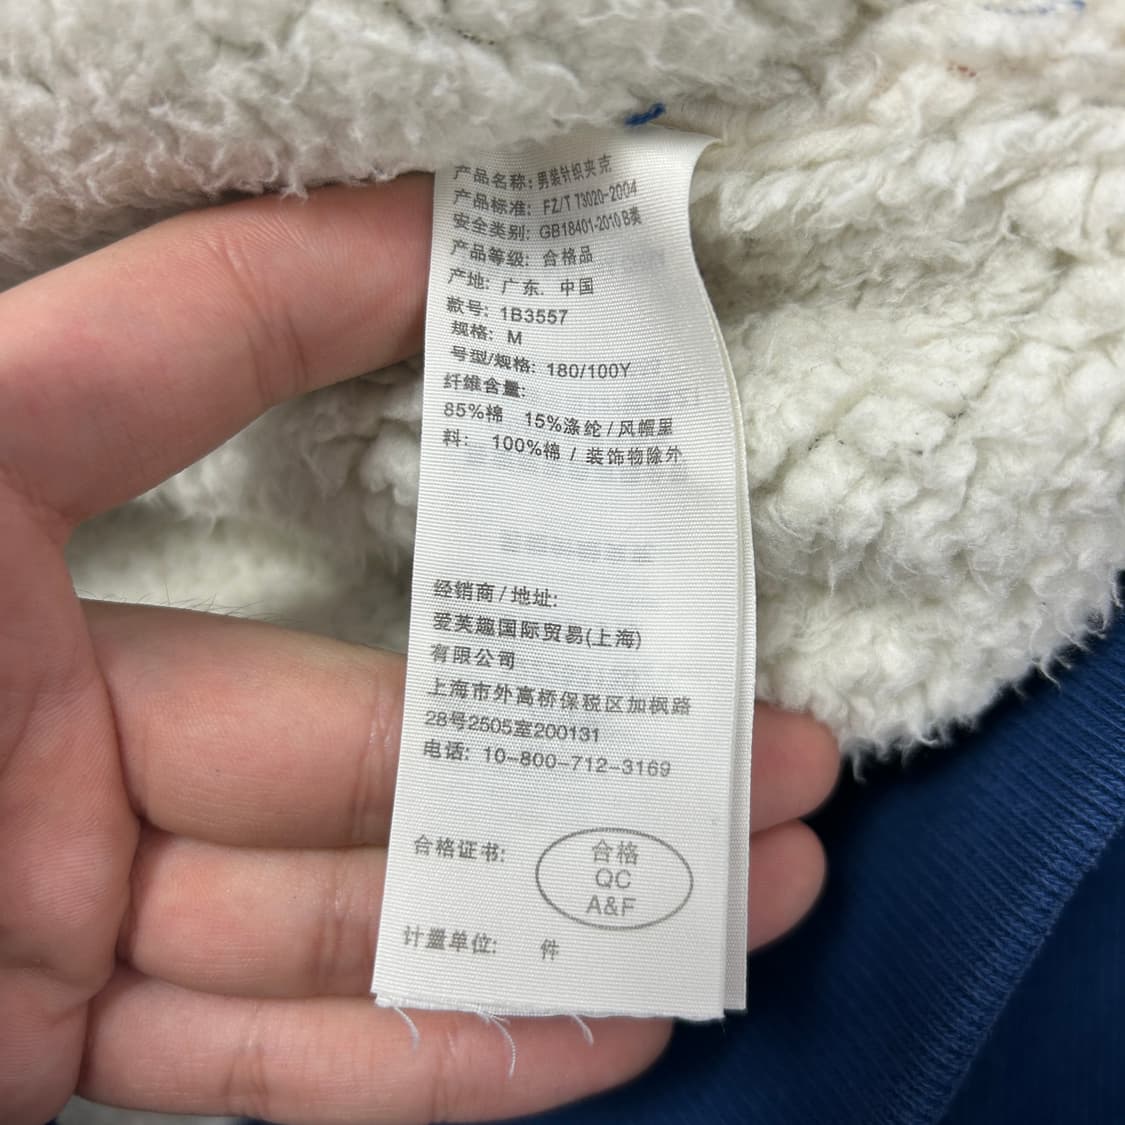 产品名称: 男装针织夹克
产品标准: FZ/T 73020-2004
安全类别: GB18401-2010 B类
产品等级: 合格品
产地: 广东. 中国
款号: 1B3557
规格: M
号型/规格: 180/100Y
纤维含量:
85%棉 15%涤纶 / 风帽里
料: 100%棉 / 装饰物除外
经销商 / 地址:
爱芙趣国际贸易(上海)
有限公司
上海市外高桥保税区加枫路
28号2505室200131
电话: 10-800-712-3169
合格证书:
合格
QC
A&F
计量单位: 件